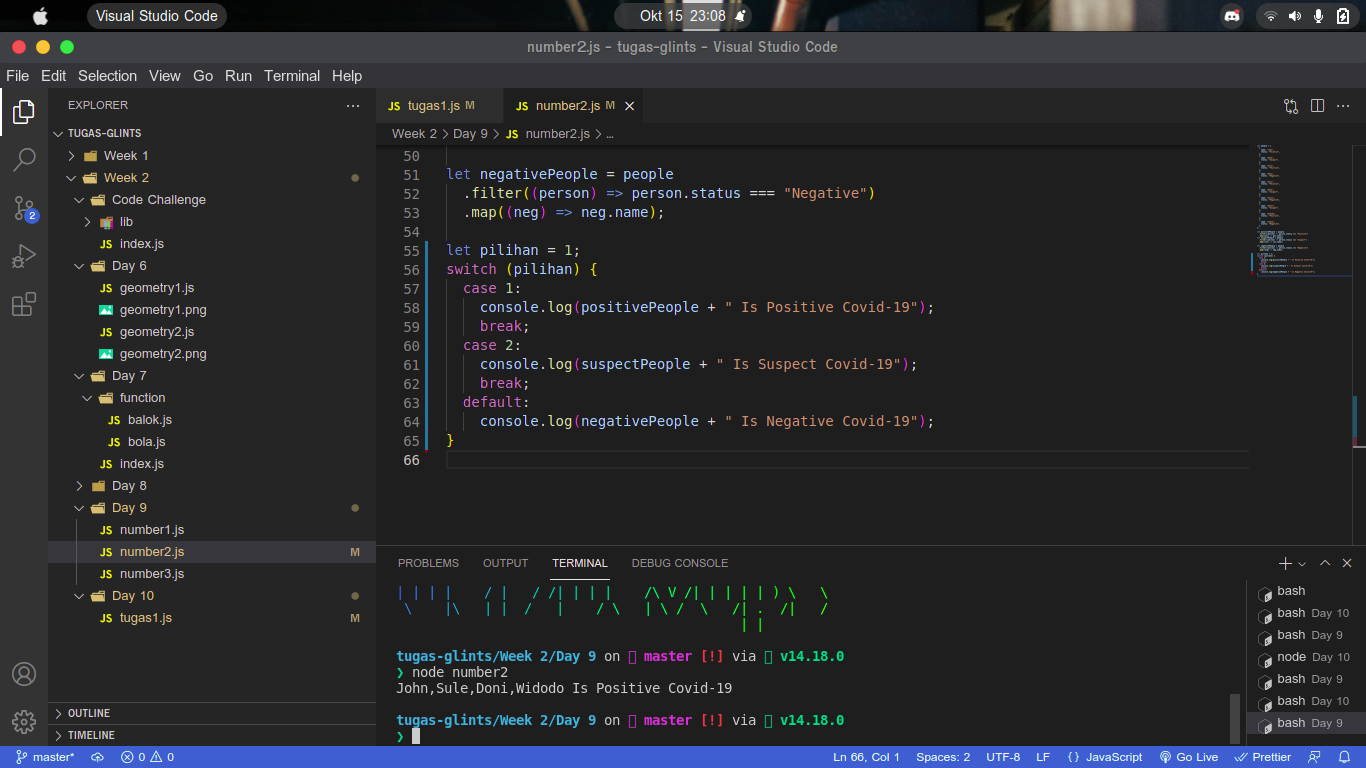 Visual Studio Code
Okt 15 23:08
number2.js - tugas-glints - Visual Studio Code
File Edit Selection View Go Run Terminal Help
EXPLORER
TUGAS-GLINTS
Week 1
Week 2
Code Challenge
lib
JS index.js
Day 6
JS geometry1.js
geometry1.png
JS geometry2.js
geometry2.png
Day 7
function
JS balok.js
JS bola.js
JS index.js
Day 8
Day 9
JS number1.js
JS number2.js M
JS number3.js
Day 10
JS tugas1.js M
OUTLINE
TIMELINE
2
JS tugas1.js M JS number2.js M
Week 2 > Day 9 > JS number2.js > ...
50
51 let negativePeople = people
52 .filter((person) => person.status === "Negative")
53 .map((neg) => neg.name);
54
55 let pilihan = 1;
56 switch (pilihan) {
57 case 1:
58 console.log(positivePeople + " Is Positive Covid-19");
59 break;
60 case 2:
61 console.log(suspectPeople + " Is Suspect Covid-19");
62 break;
63 default:
64 console.log(negativePeople + " Is Negative Covid-19");
65 }
66
PROBLEMS OUTPUT TERMINAL DEBUG CONSOLE
tugas-glints/Week 2/Day 9 on master [!] via v14.18.0
❯ node number2
John,Sule,Doni,Widodo Is Positive Covid-19
tugas-glints/Week 2/Day 9 on master [!] via v14.18.0
❯
bash
bash Day 10
bash Day 9
node Day 10
bash Day 9
bash Day 10
bash Day 9
master* 0 0 Ln 66, Col 1 Spaces: 2 UTF-8 LF {} JavaScript Go Live Prettier